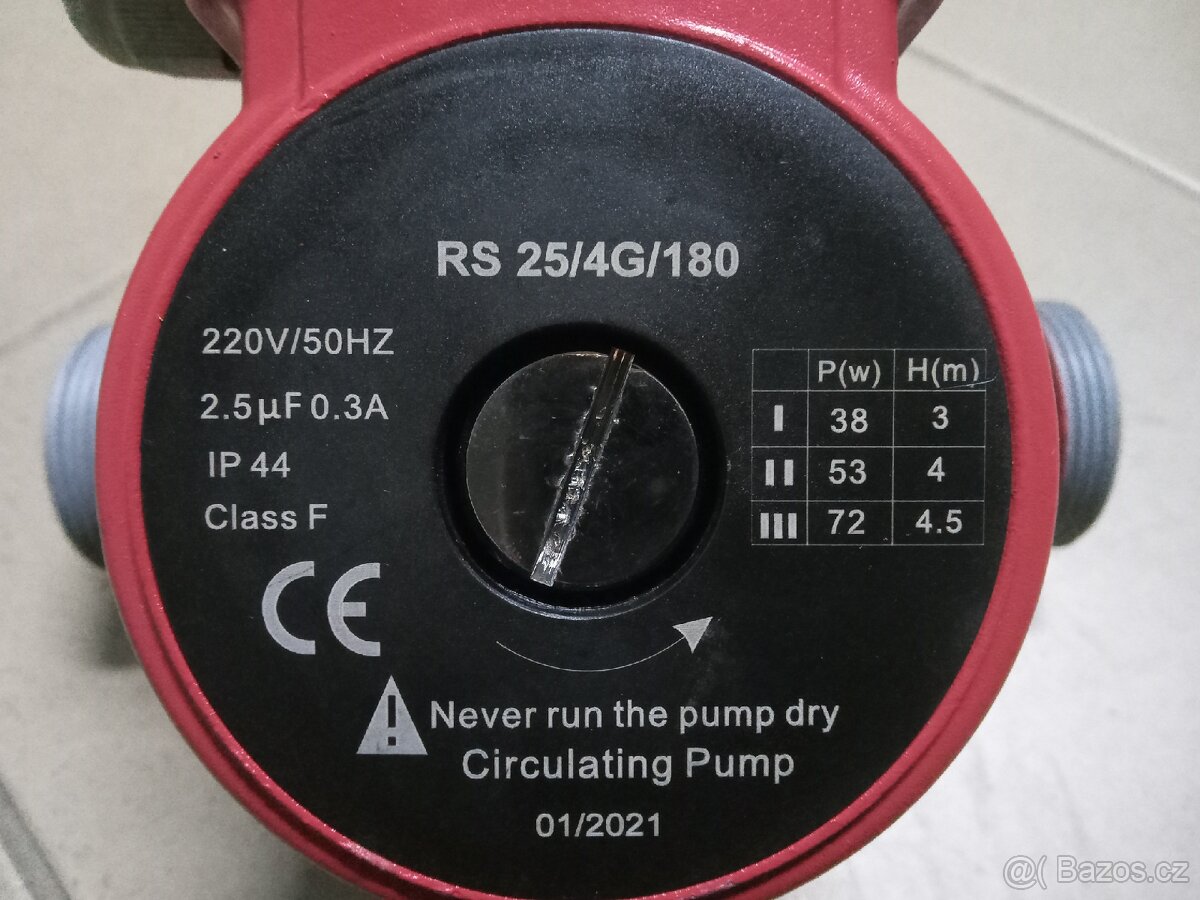 RS 25/4G/180
220V/50HZ
2.5µF 0.3A
IP 44
Class F
CE
P(w) H(m)
I 38 3
II 53 4
III 72 4.5
Never run the pump dry
Circulating Pump
01/2021
@( Bazos.cz